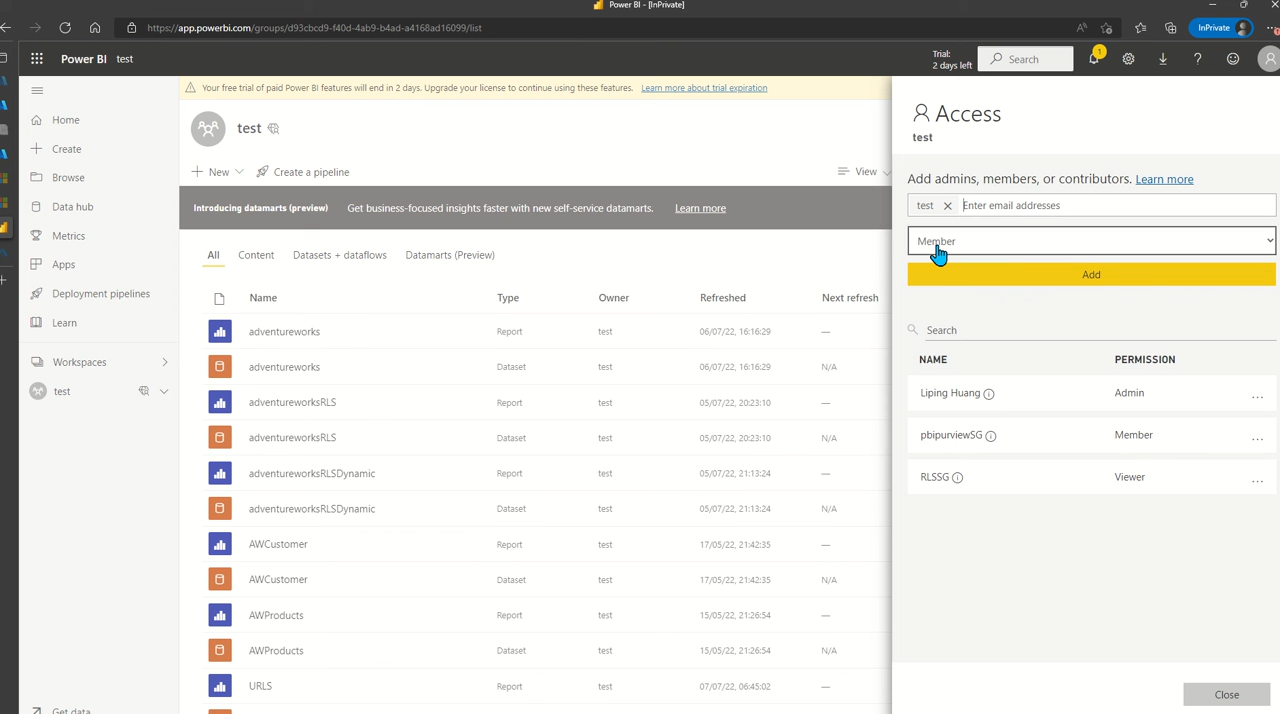 Power BI - [InPrivate]
https://app.powerbi.com/groups/d93cbcd9-f40d-4ab9-b4ad-a4168ad16099/list
InPrivate
Power BI test
Trial:
2 days left
Search
1
Your free trial of paid Power BI features will end in 2 days. Upgrade your license to continue using these features. Learn more about trial expiration
Home
Create
Browse
Data hub
Metrics
Apps
Deployment pipelines
Learn
Workspaces
test
Get data
test
New
Create a pipeline
View
Introducing datamarts (preview) Get business-focused insights faster with new self-service datamarts. Learn more
All Content Datasets + dataflows Datamarts (Preview)
Name Type Owner Refreshed Next refresh
adventureworks Report test 06/07/22, 16:16:29 —
adventureworks Dataset test 06/07/22, 16:16:29 N/A
adventureworksRLS Report test 05/07/22, 20:23:10 —
adventureworksRLS Dataset test 05/07/22, 20:23:10 N/A
adventureworksRLSDynamic Report test 05/07/22, 21:13:24 —
adventureworksRLSDynamic Dataset test 05/07/22, 21:13:24 N/A
AWCustomer Report test 17/05/22, 21:42:35 —
AWCustomer Dataset test 17/05/22, 21:42:35 N/A
AWProducts Report test 15/05/22, 21:26:54 —
AWProducts Dataset test 15/05/22, 21:26:54 N/A
URLS Report test 07/07/22, 06:45:02 —
Access
test
Add admins, members, or contributors. Learn more
test Enter email addresses
Member
Add
Search
NAME PERMISSION
Liping Huang Admin ...
pbipurviewSG Member ...
RLSSG Viewer ...
Close